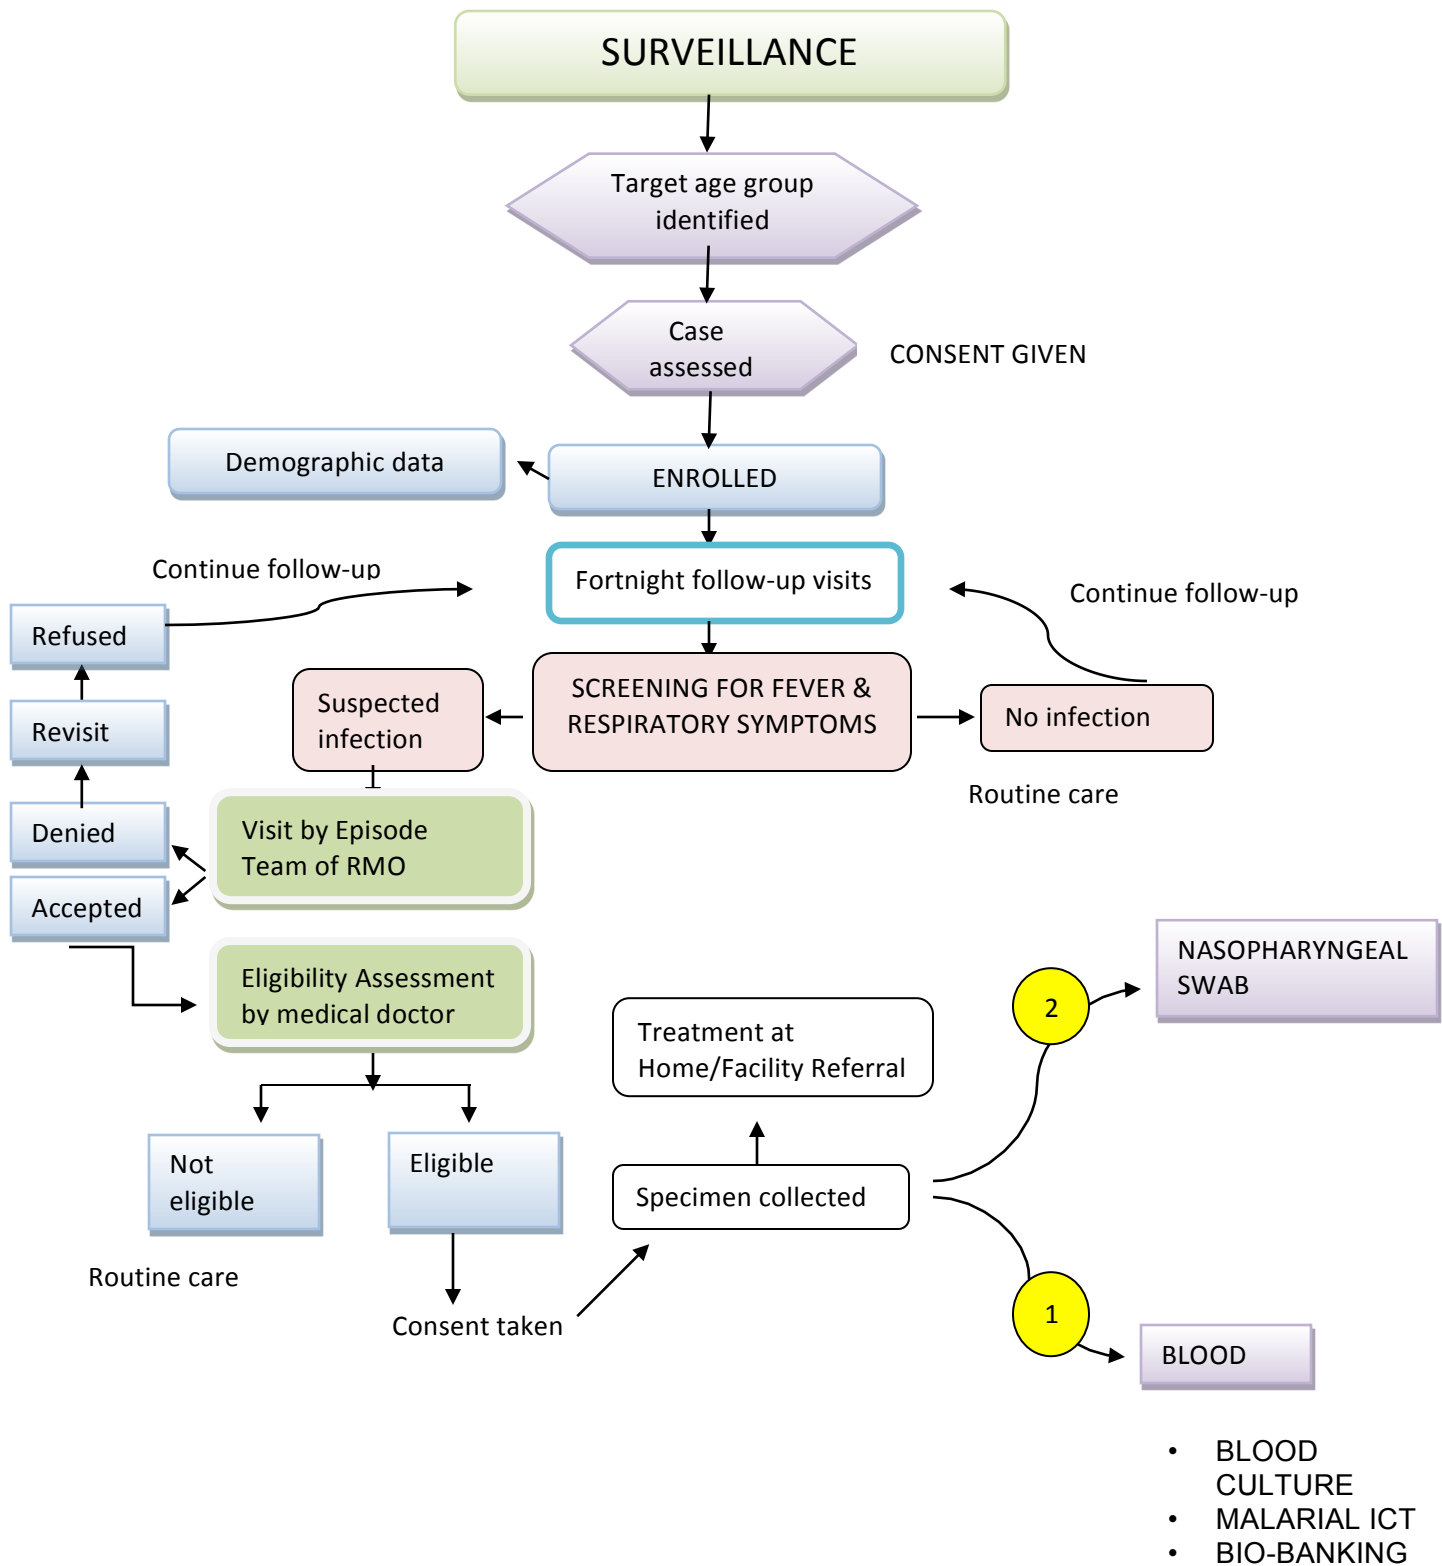 SURVEILLANCE
Target age group
identified
Case
assessed
CONSENT GIVEN
Demographic data
ENROLLED
Continue follow-up
Fortnight follow-up visits
Continue follow-up
Refused
Suspected
infection
SCREENING FOR FEVER &
RESPIRATORY SYMPTOMS
No infection
Revisit
Routine care
Denied
Visit by Episode
Team of RMO
Accepted
Eligibility Assessment
by medical doctor
NASOPHARYNGEAL
SWAB
2
Treatment at
Home/Facility Referral
Not
eligible
Eligible
Specimen collected
Routine care
Consent taken
1
BLOOD
• BLOOD
CULTURE
• MALARIAL ICT
• BIO-BANKING